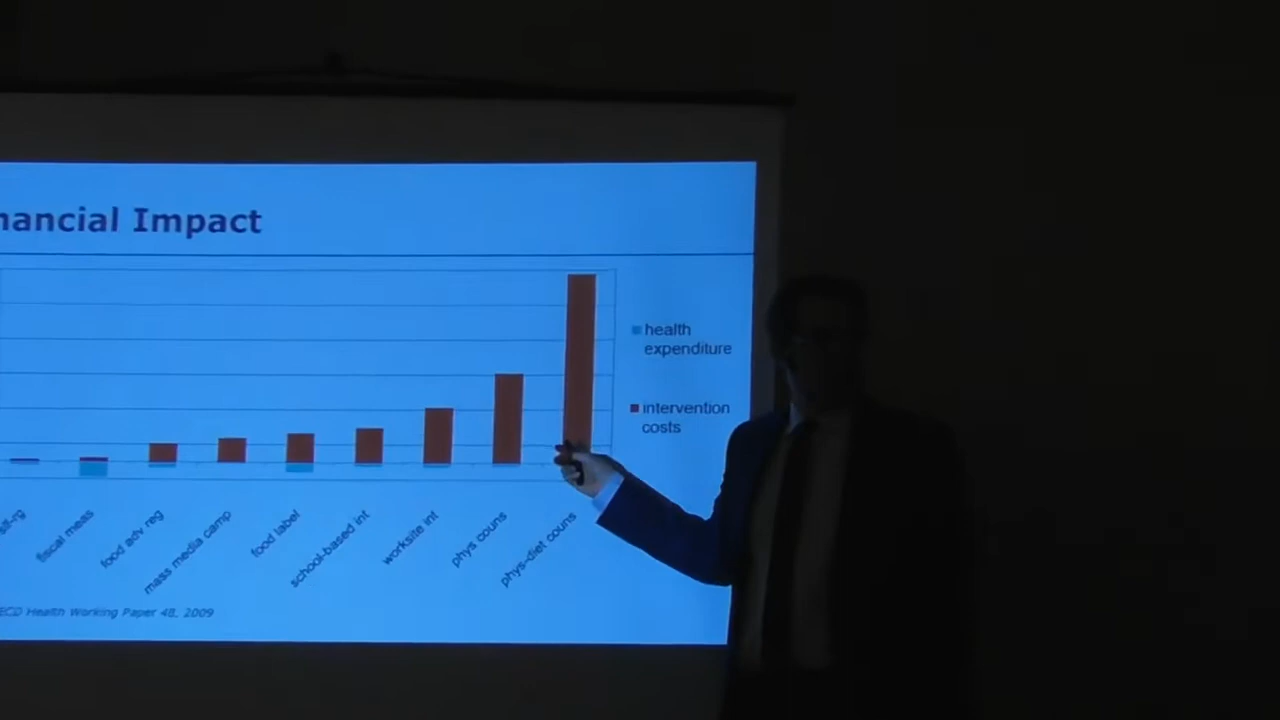 nancial Impact
health
expenditure
intervention
costs
fiscal meas
food adv reg
mass media camp
food label
school-based int
worksite int
phys couns
phys-diet couns
ECD Health Working Paper 48, 2009